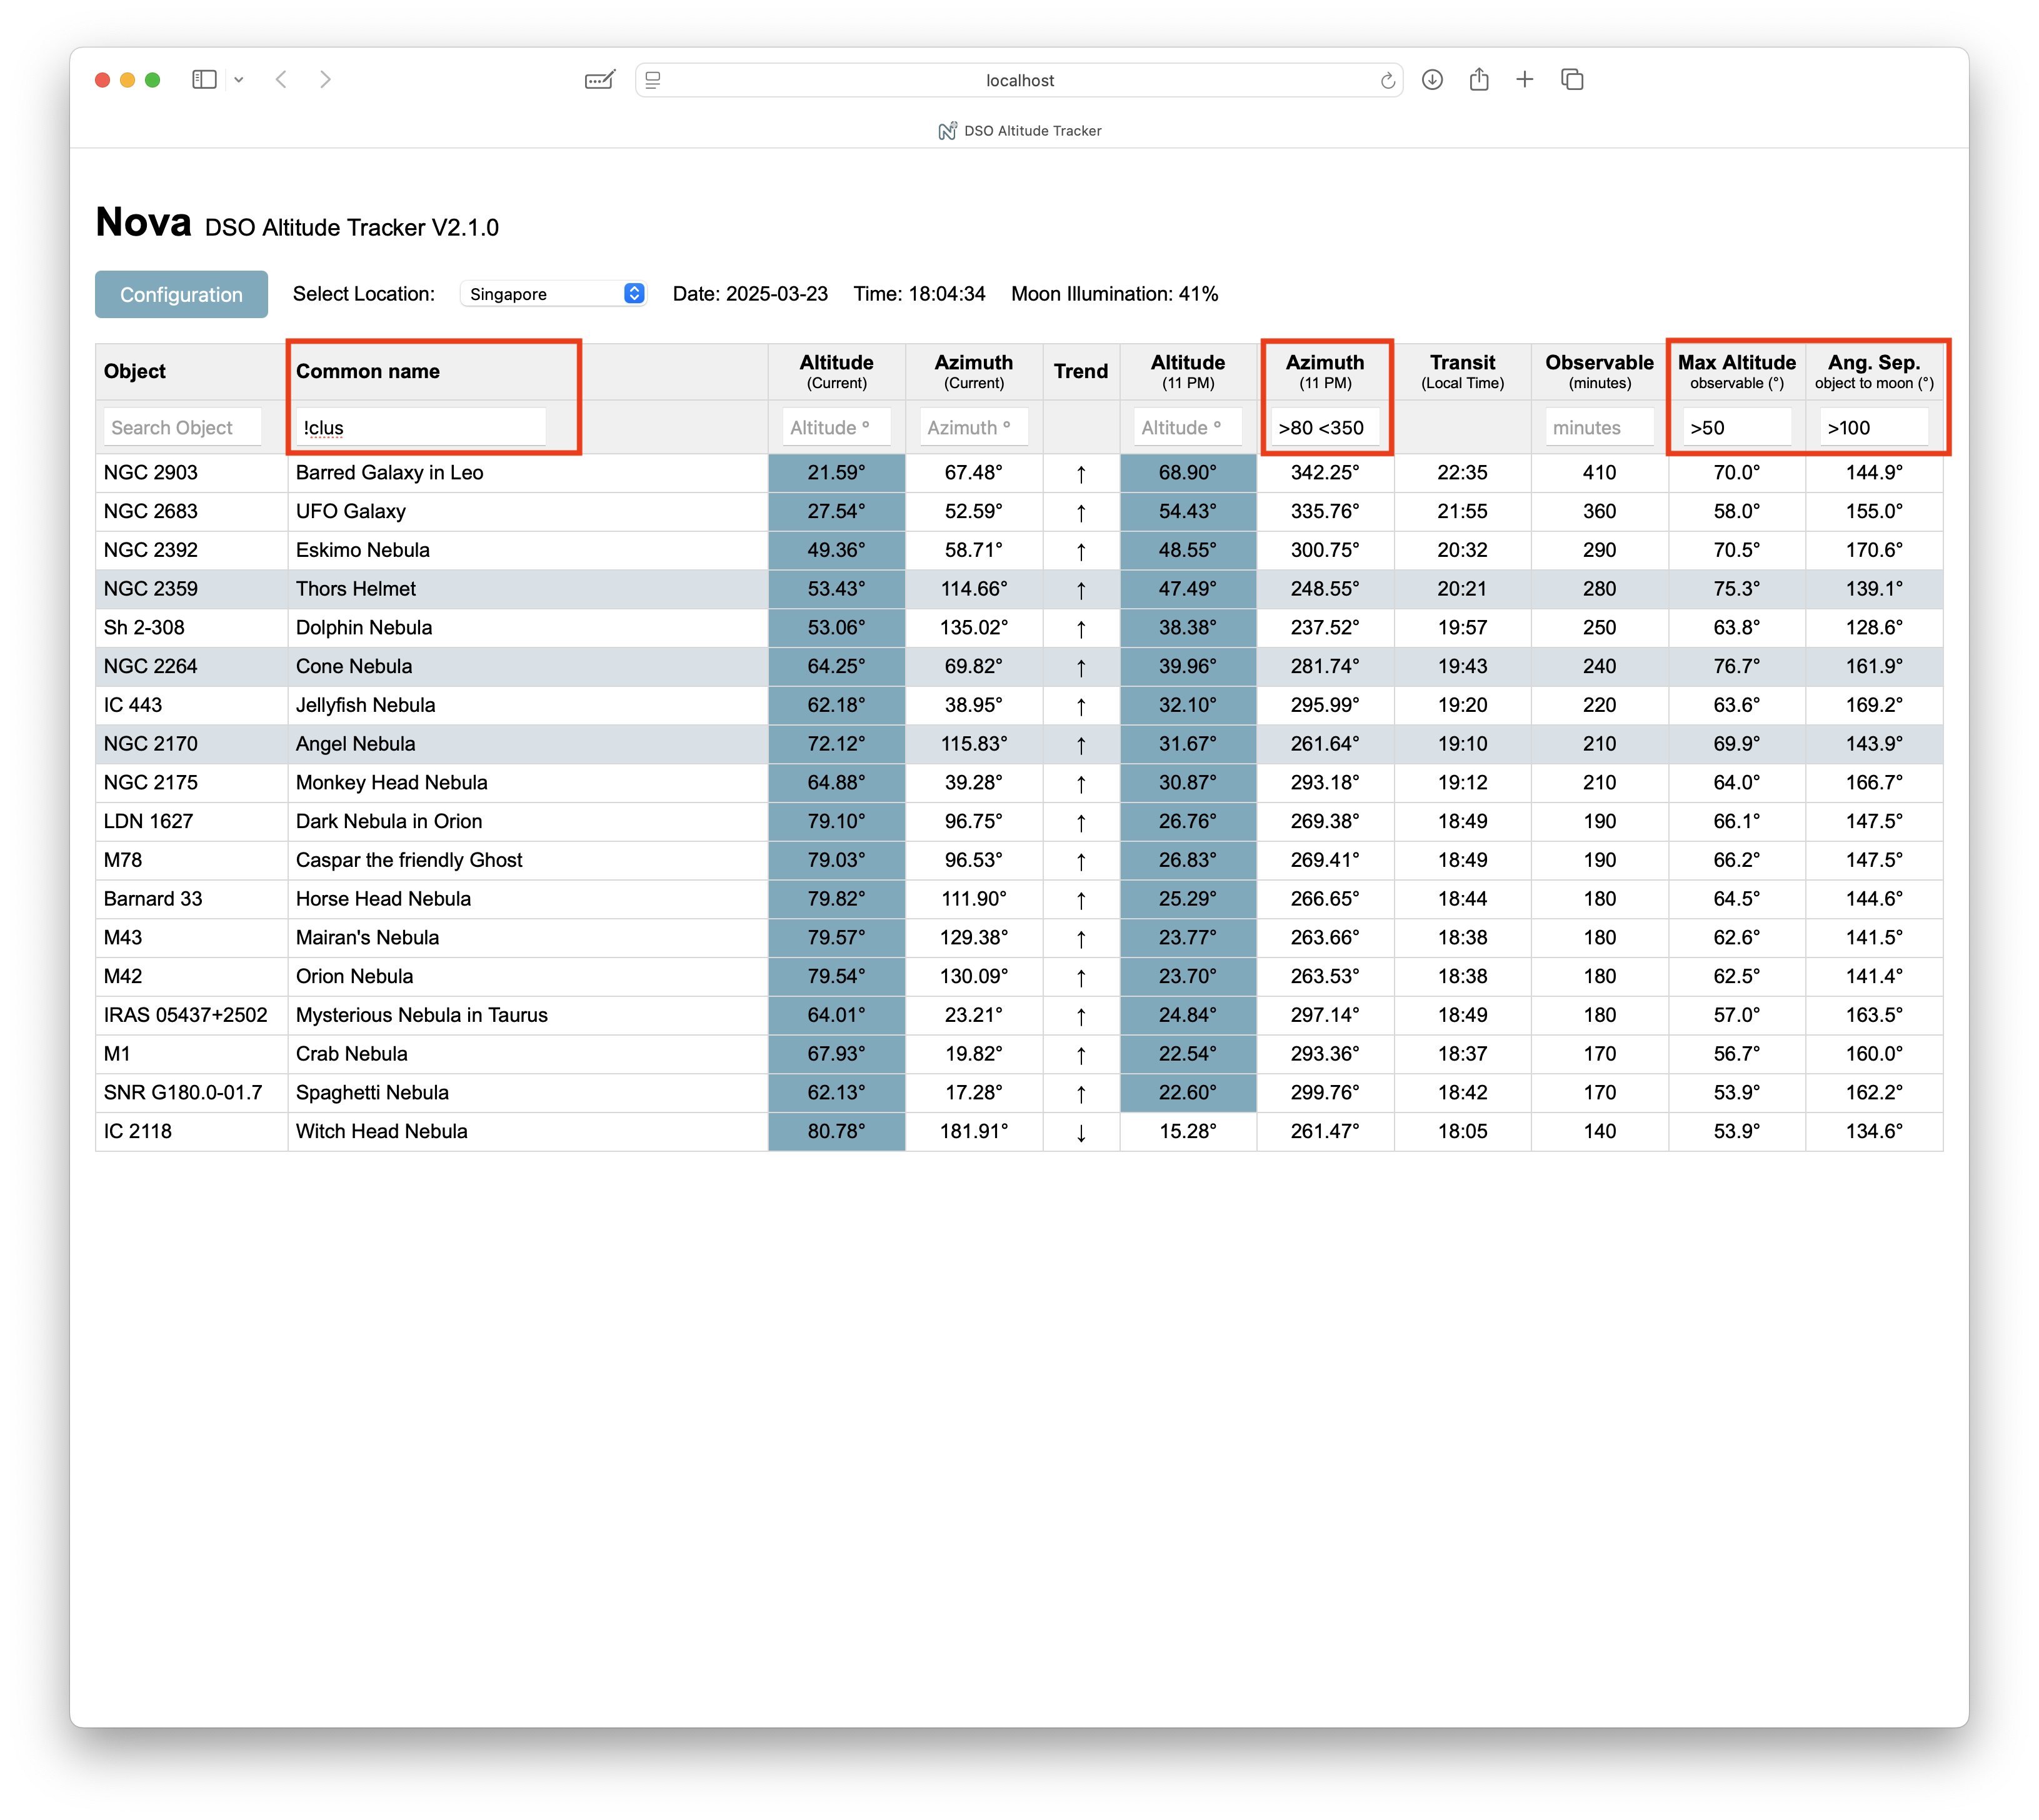 localhost
DSO Altitude Tracker
Nova DSO Altitude Tracker V2.1.0
Configuration Select Location: Singapore Date: 2025-03-23 Time: 18:04:34 Moon Illumination: 41%
Object Common name Altitude (Current) Azimuth (Current) Trend Altitude (11 PM) Azimuth (11 PM) Transit (Local Time) Observable (minutes) Max Altitude observable (°) Ang. Sep. object to moon (°)
Search Object !clus Altitude º Azimuth º Altitude º >80 <350 minutes >50 >100
NGC 2903 Barred Galaxy in Leo 21.59° 67.48° ↑ 68.90° 342.25° 22:35 410 70.0° 144.9°
NGC 2683 UFO Galaxy 27.54° 52.59° ↑ 54.43° 335.76° 21:55 360 58.0° 155.0°
NGC 2392 Eskimo Nebula 49.36° 58.71° ↑ 48.55° 300.75° 20:32 290 70.5° 170.6°
NGC 2359 Thors Helmet 53.43° 114.66° ↑ 47.49° 248.55° 20:21 280 75.3° 139.1°
Sh 2-308 Dolphin Nebula 53.06° 135.02° ↑ 38.38° 237.52° 19:57 250 63.8° 128.6°
NGC 2264 Cone Nebula 64.25° 69.82° ↑ 39.96° 281.74° 19:43 240 76.7° 161.9°
IC 443 Jellyfish Nebula 62.18° 38.95° ↑ 32.10° 295.99° 19:20 220 63.6° 169.2°
NGC 2170 Angel Nebula 72.12° 115.83° ↑ 31.67° 261.64° 19:10 210 69.9° 143.9°
NGC 2175 Monkey Head Nebula 64.88° 39.28° ↑ 30.87° 293.18° 19:12 210 64.0° 166.7°
LDN 1627 Dark Nebula in Orion 79.10° 96.75° ↑ 26.76° 269.38° 18:49 190 66.1° 147.5°
M78 Caspar the friendly Ghost 79.03° 96.53° ↑ 26.83° 269.41° 18:49 190 66.2° 147.5°
Barnard 33 Horse Head Nebula 79.82° 111.90° ↑ 25.29° 266.65° 18:44 180 64.5° 144.6°
M43 Mairan's Nebula 79.57° 129.38° ↑ 23.77° 263.66° 18:38 180 62.6° 141.5°
M42 Orion Nebula 79.54° 130.09° ↑ 23.70° 263.53° 18:38 180 62.5° 141.4°
IRAS 05437+2502 Mysterious Nebula in Taurus 64.01° 23.21° ↑ 24.84° 297.14° 18:49 180 57.0° 163.5°
M1 Crab Nebula 67.93° 19.82° ↑ 22.54° 293.36° 18:37 170 56.7° 160.0°
SNR G180.0-01.7 Spaghetti Nebula 62.13° 17.28° ↑ 22.60° 299.76° 18:42 170 53.9° 162.2°
IC 2118 Witch Head Nebula 80.78° 181.91° ↓ 15.28° 261.47° 18:05 140 53.9° 134.6°